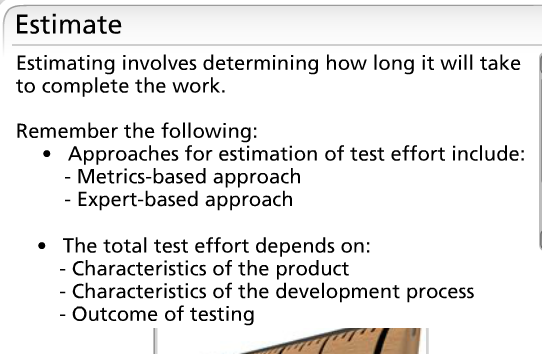 Estimate
Estimating involves determining how long it will take
to complete the work.
Remember the following:
• Approaches for estimation of test effort include:
- Metrics-based approach
- Expert-based approach
• The total test effort depends on:
- Characteristics of the product
- Characteristics of the development process
- Outcome of testing